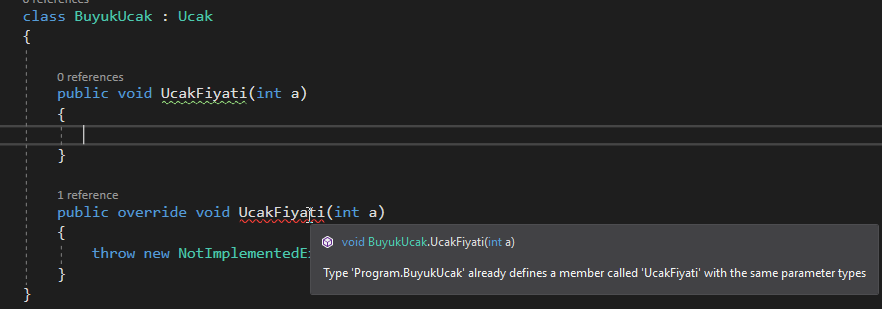 0 references
class BuyukUcak : Ucak
{
0 references
public void UcakFiyati(int a)
{
}
1 reference
public override void UcakFiyati(int a)
{
throw new NotImplementedE
void BuyukUcak.UcakFiyati(int a)
Type 'Program.BuyukUcak' already defines a member called 'UcakFiyati' with the same parameter types
}
}